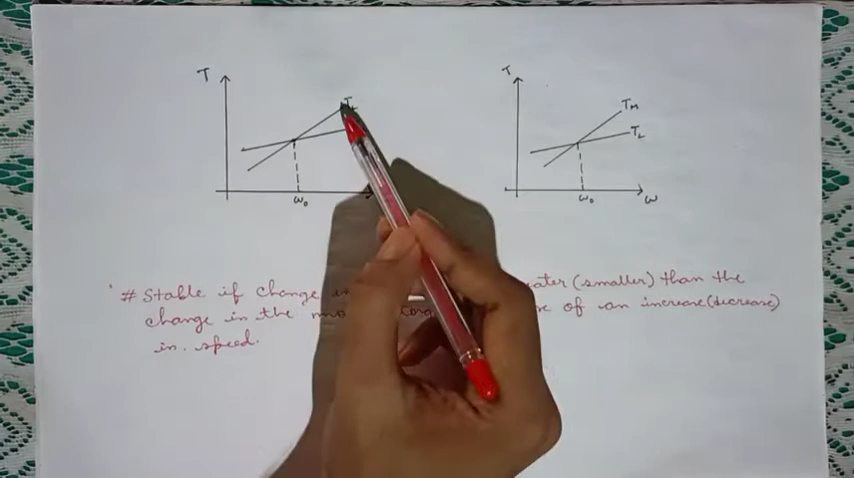 T
T
T_M
T_L
ω₀
ω₀
ω
# Stable if change (smaller) than the
change in the of an increase (decrease)
in. speed.